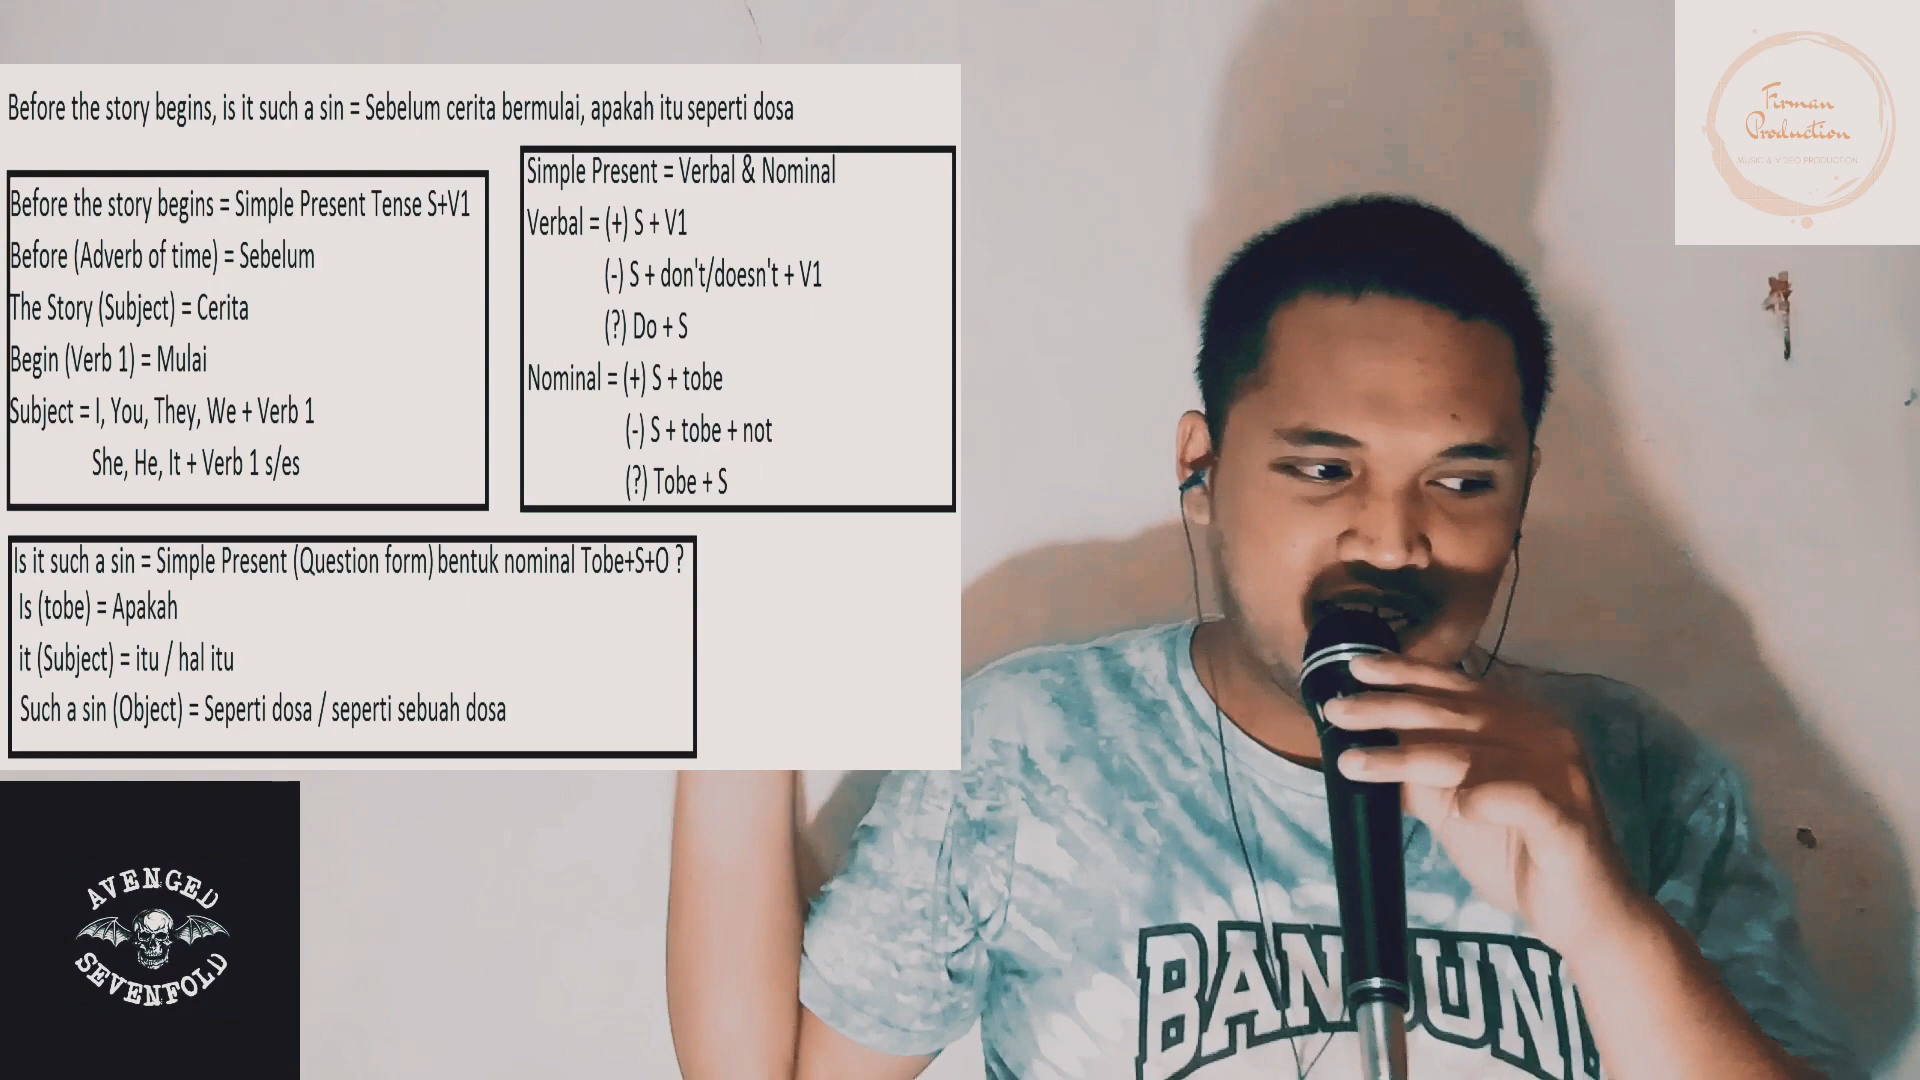 Before the story begins, is it such a sin = Sebelum cerita bermulai, apakah itu seperti dosa
Before the story begins = Simple Present Tense S+V1
Before (Adverb of time) = Sebelum
The Story (Subject) = Cerita
Begin (Verb 1) = Mulai
Subject = I, You, They, We + Verb 1
She, He, It + Verb 1 s/es
Simple Present = Verbal & Nominal
Verbal = (+) S + V1
(-) S + don't/doesn't + V1
(?) Do + S
Nominal = (+) S + tobe
(-) S + tobe + not
(?) Tobe + S
Is it such a sin = Simple Present (Question form) bentuk nominal Tobe+S+O ?
Is (tobe) = Apakah
it (Subject) = itu / hal itu
Such a sin (Object) = Seperti dosa / seperti sebuah dosa
Firman
Production
MUSIC & VIDEO PRODUCTION
AVENGED
SEVENFOLD